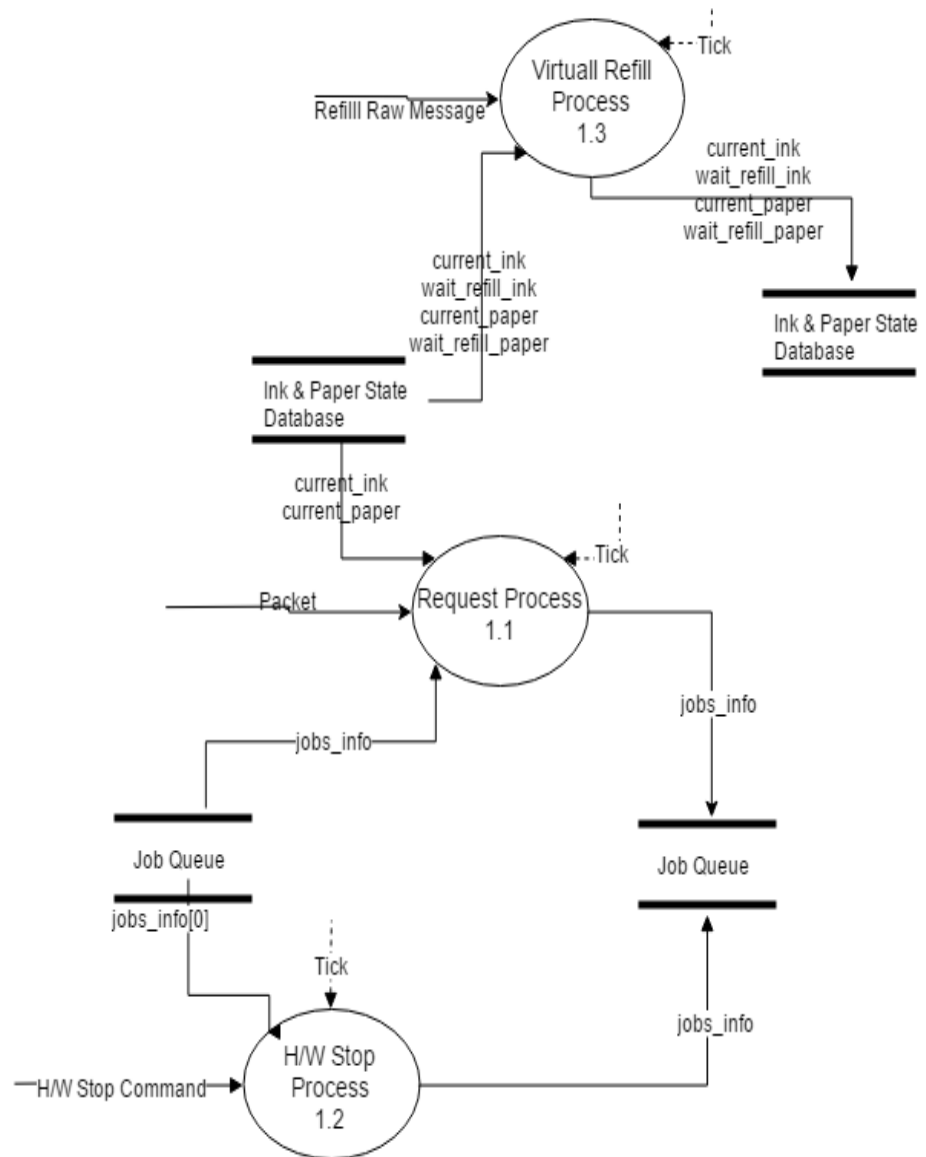 Tick
Virtuall Refill
Process
1.3
Refilll Raw Message
current_ink
wait_refill_ink
current_paper
wait_refill_paper
current_ink
wait_refill_ink
current_paper
wait_refill_paper
Ink & Paper State
Database
Ink & Paper State
Database
current_ink
current_paper
Tick
Packet
Request Process
1.1
jobs_info
jobs_info
Job Queue
Job Queue
jobs_info[0]
Tick
jobs_info
H/W Stop
Process
1.2
H/W Stop Command